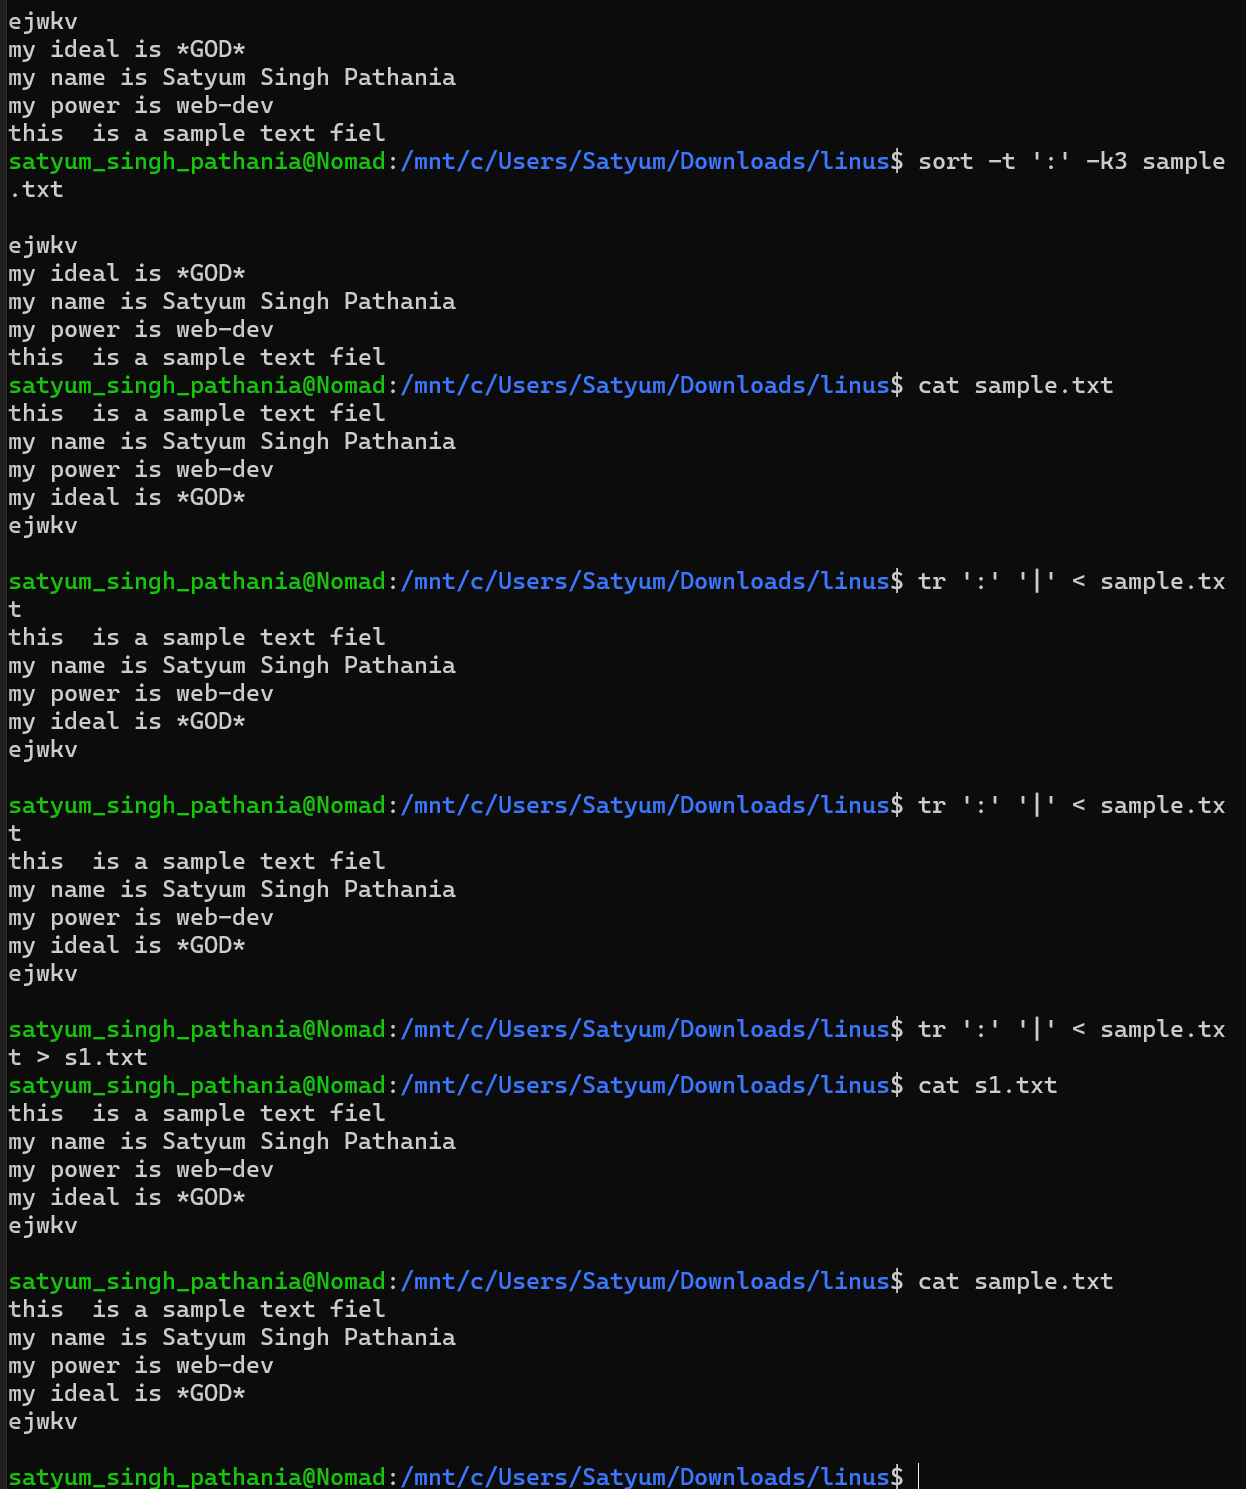 ejwkv
my ideal is *GOD*
my name is Satyum Singh Pathania
my power is web-dev
this  is a sample text fiel
satyum_singh_pathania@Nomad:/mnt/c/Users/Satyum/Downloads/linus$ sort -t ':' -k3 sample
.txt

ejwkv
my ideal is *GOD*
my name is Satyum Singh Pathania
my power is web-dev
this  is a sample text fiel
satyum_singh_pathania@Nomad:/mnt/c/Users/Satyum/Downloads/linus$ cat sample.txt
this  is a sample text fiel
my name is Satyum Singh Pathania
my power is web-dev
my ideal is *GOD*
ejwkv

satyum_singh_pathania@Nomad:/mnt/c/Users/Satyum/Downloads/linus$ tr ':' '|' < sample.tx
t
this  is a sample text fiel
my name is Satyum Singh Pathania
my power is web-dev
my ideal is *GOD*
ejwkv

satyum_singh_pathania@Nomad:/mnt/c/Users/Satyum/Downloads/linus$ tr ':' '|' < sample.tx
t
this  is a sample text fiel
my name is Satyum Singh Pathania
my power is web-dev
my ideal is *GOD*
ejwkv

satyum_singh_pathania@Nomad:/mnt/c/Users/Satyum/Downloads/linus$ tr ':' '|' < sample.tx
t > s1.txt
satyum_singh_pathania@Nomad:/mnt/c/Users/Satyum/Downloads/linus$ cat s1.txt
this  is a sample text fiel
my name is Satyum Singh Pathania
my power is web-dev
my ideal is *GOD*
ejwkv

satyum_singh_pathania@Nomad:/mnt/c/Users/Satyum/Downloads/linus$ cat sample.txt
this  is a sample text fiel
my name is Satyum Singh Pathania
my power is web-dev
my ideal is *GOD*
ejwkv

satyum_singh_pathania@Nomad:/mnt/c/Users/Satyum/Downloads/linus$